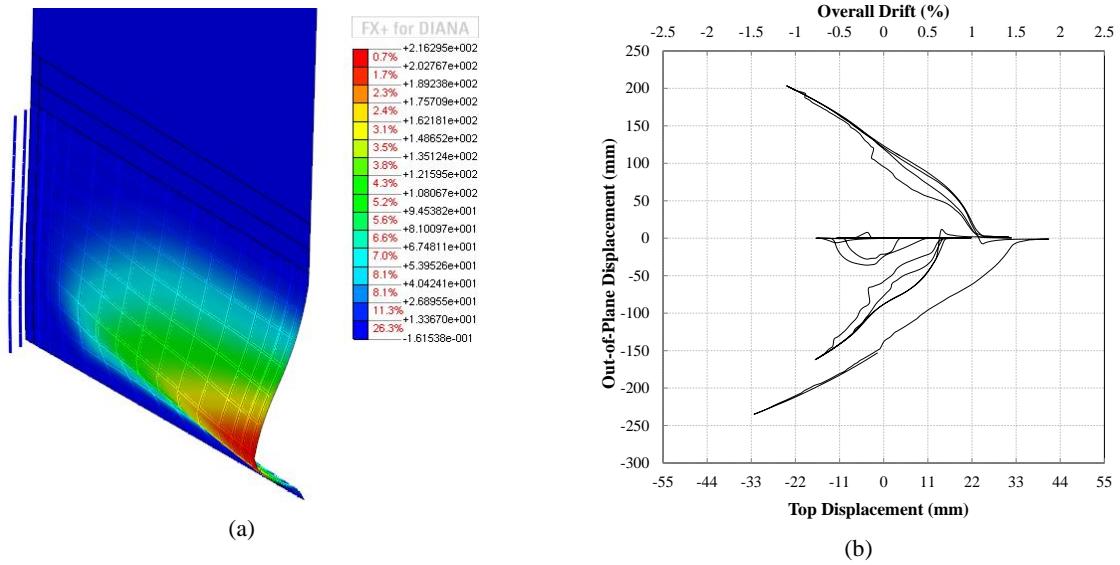 FX+ for DIANA
+2.16295e+002
0.7%
+2.02767e+002
1.7%
+1.89238e+002
2.3%
+1.75709e+002
2.4%
+1.62181e+002
3.1%
+1.48652e+002
3.5%
+1.35124e+002
3.8%
+1.21595e+002
4.3%
+1.08067e+002
5.2%
+9.45382e+001
5.6%
+8.10097e+001
6.6%
+6.74811e+001
7.0%
+5.39526e+001
8.1%
+4.04241e+001
8.1%
+2.68955e+001
11.3%
+1.33670e+001
26.3%
-1.61538e-001
(a)
Overall Drift (%)
-2.5 -2 -1.5 -1 -0.5 0 0.5 1 1.5 2 2.5
Out-of-Plane Displacement (mm)
250
200
150
100
50
0
-50
-100
-150
-200
-250
-300
-55 -44 -33 -22 -11 0 11 22 33 44 55
Top Displacement (mm)
(b)